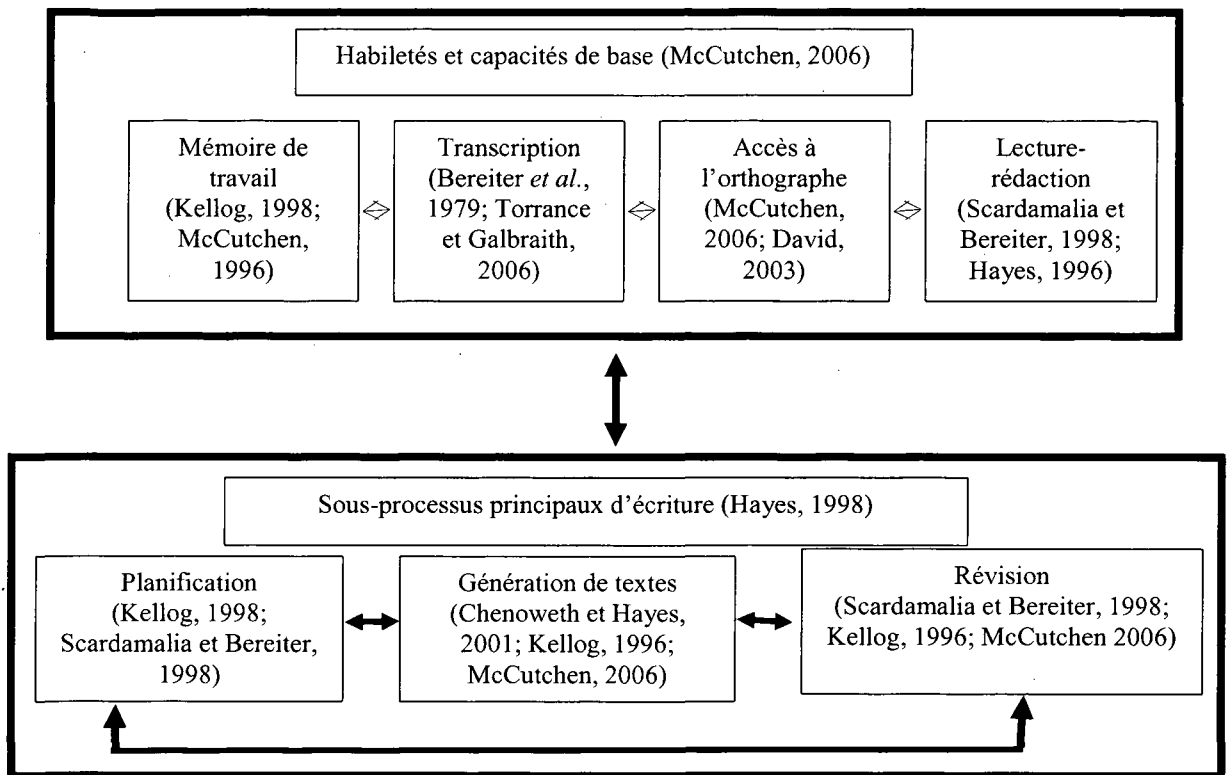 Habiletés et capacités de base (McCutchen, 2006)
Mémoire de
travail
(Kellog, 1998;
McCutchen,
1996)
Transcription
(Bereiter et al.,
1979; Torrance
et Galbraith,
2006)
Accès à
l'orthographe
(McCutchen,
2006; David,
2003)
Lecture-
rédaction
(Scardamalia et
Bereiter, 1998;
Hayes, 1996)
Sous-processus principaux d'écriture (Hayes, 1998)
Planification
(Kellog, 1998;
Scardamalia et Bereiter,
1998)
Génération de textes
(Chenoweth et Hayes,
2001; Kellog, 1996;
McCutchen, 2006)
Révision
(Scardamalia et Bereiter, 1998;
Kellog, 1996; McCutchen 2006)